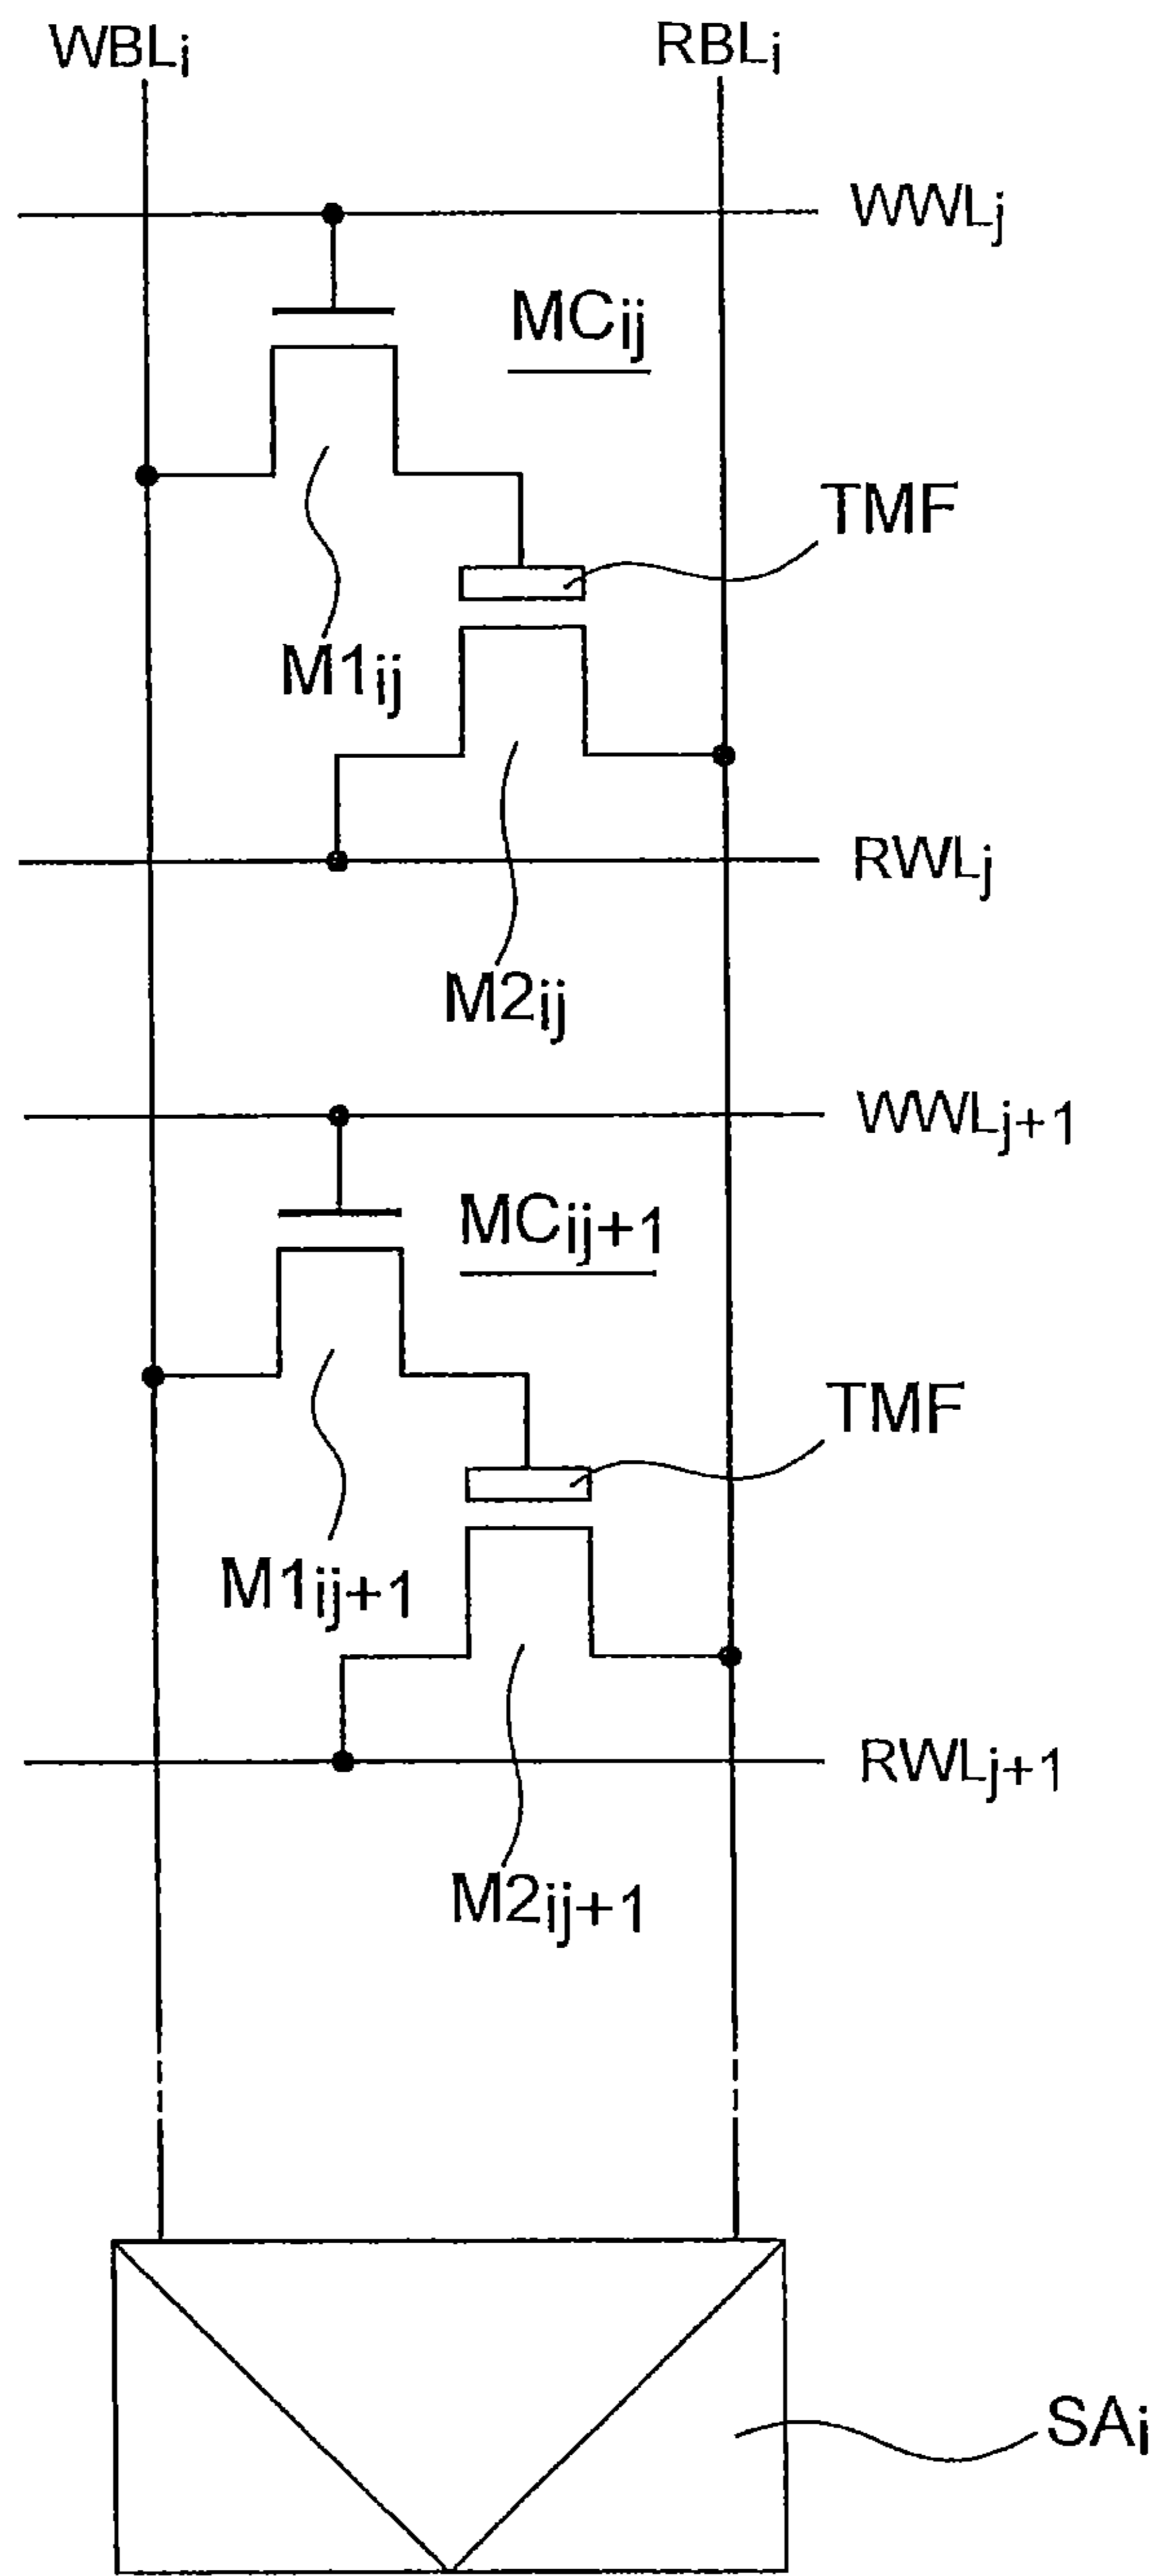 WBLi RBLi
WWLj
MCij
TMF
M1ij
RWLj
M2ij
WWLj+1
MCij+1
TMF
M1ij+1
RWLj+1
M2ij+1
SAi